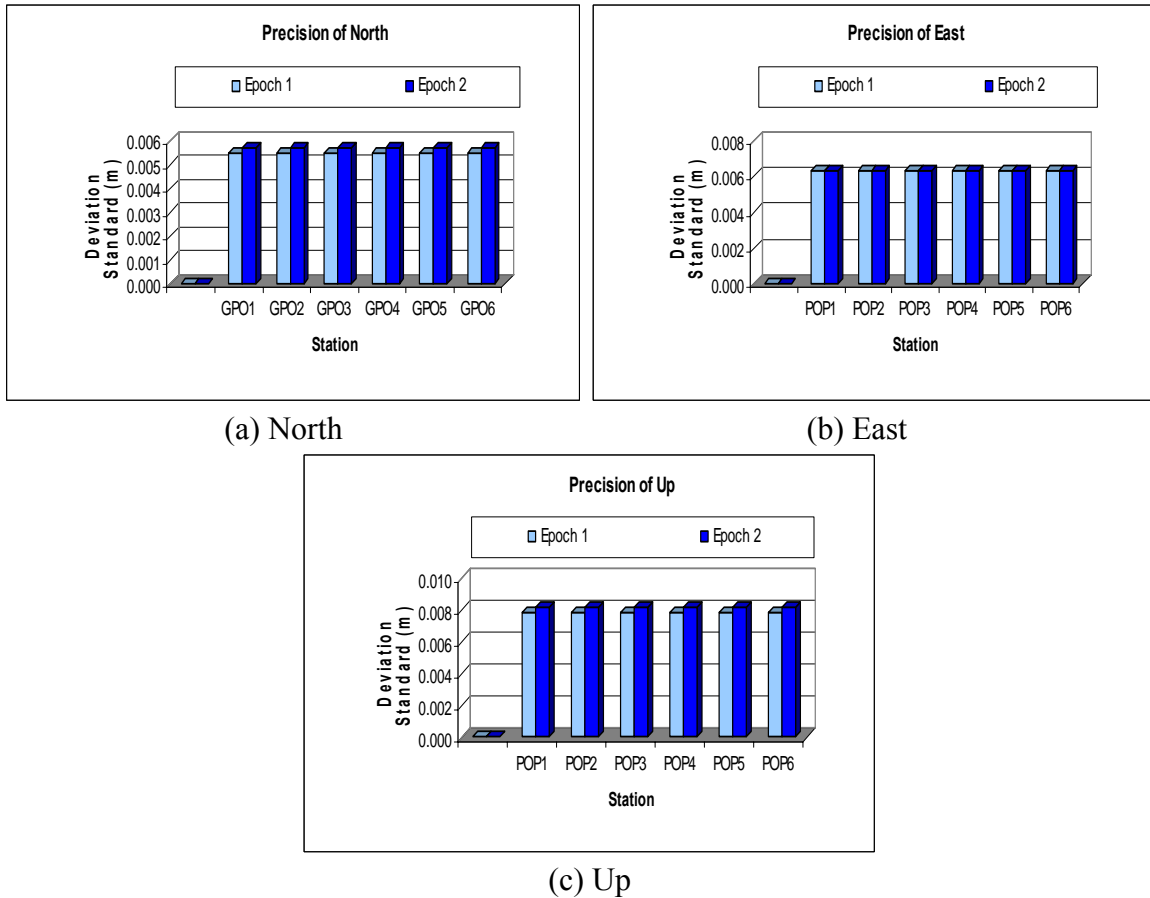 Precision of North
Epoch 1 Epoch 2
0.006
0.005
0.004
0.003
0.002
0.001
0.000
Deviation
Standard (m)
GPO1 GPO2 GPO3 GPO4 GPO5 GPO6
Station
(a) North
Precision of East
Epoch 1 Epoch 2
0.008
0.006
0.004
0.002
0.000
Deviation
Standard (m)
POP1 POP2 POP3 POP4 POP5 POP6
Station
(b) East
Precision of Up
Epoch 1 Epoch 2
0.010
0.008
0.006
0.004
0.002
0.000
Deviation
Standard (m)
POP1 POP2 POP3 POP4 POP5 POP6
Station
(c) Up